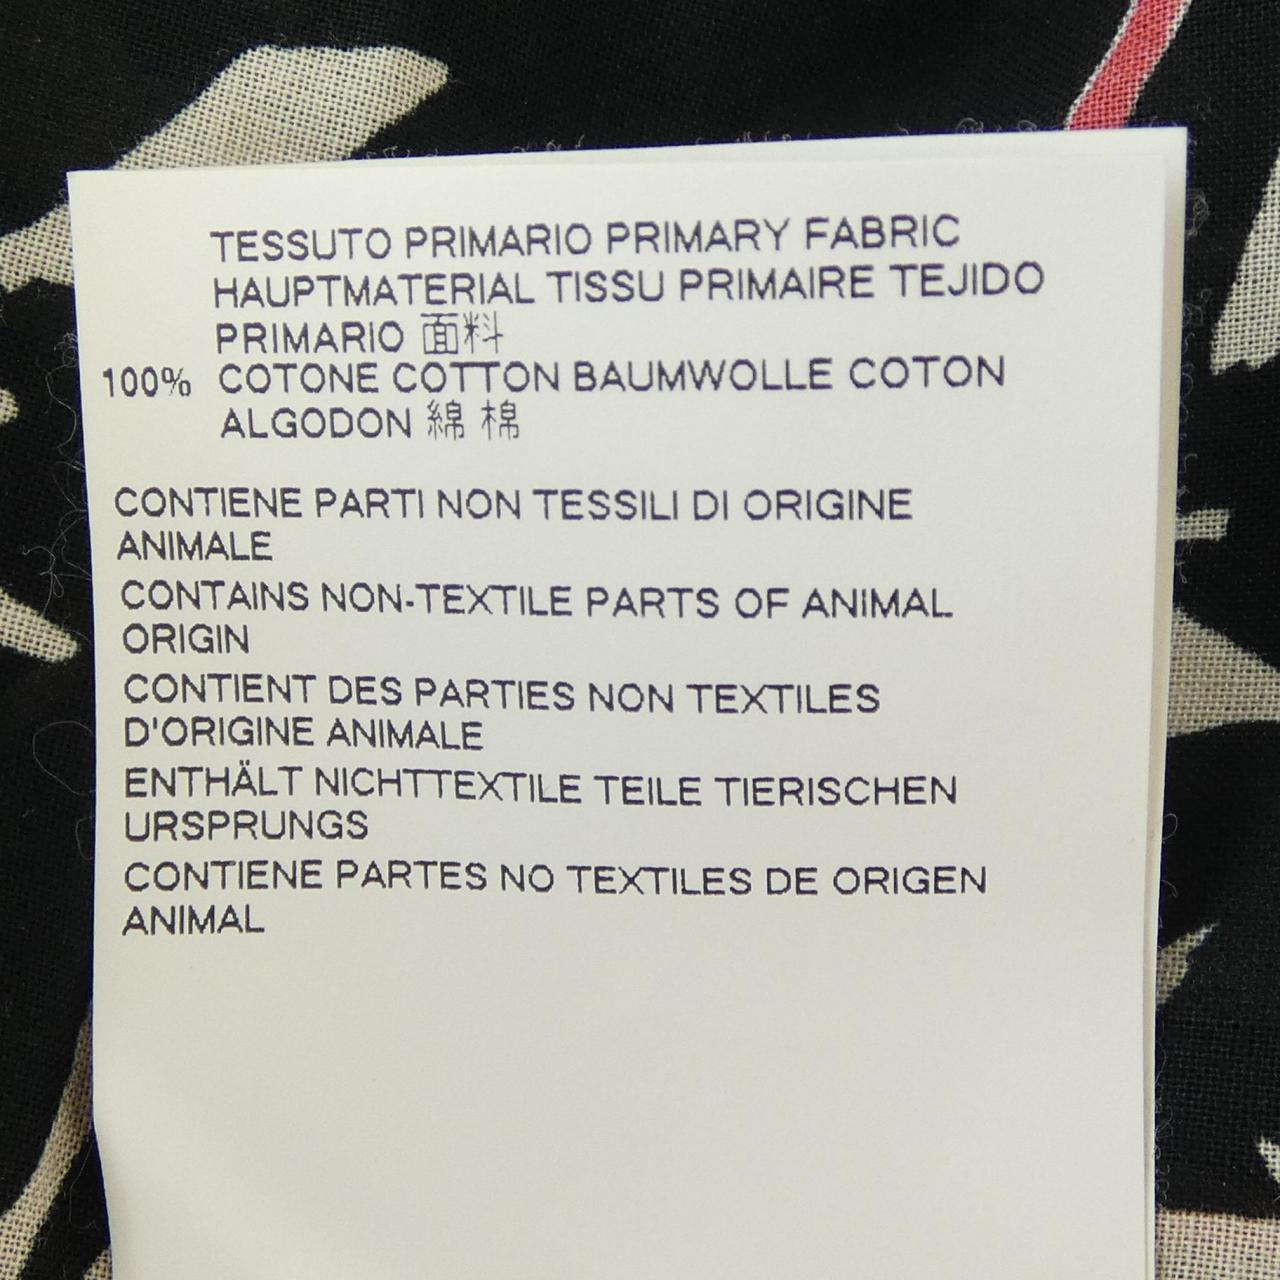 TESSUTO PRIMARIO PRIMARY FABRIC
HAUPTMATERIAL TISSU PRIMAIRE TEJIDO
PRIMARIO 面料
100% COTONE COTTON BAUMWOLLE COTON
ALGODON 綿 棉
CONTIENE PARTI NON TESSILI DI ORIGINE
ANIMALE
CONTAINS NON-TEXTILE PARTS OF ANIMAL
ORIGIN
CONTIENT DES PARTIES NON TEXTILES
D'ORIGINE ANIMALE
ENTHÄLT NICHTTEXTILE TEILE TIERISCHEN
URSPRUNGS
CONTIENE PARTES NO TEXTILES DE ORIGEN
ANIMAL